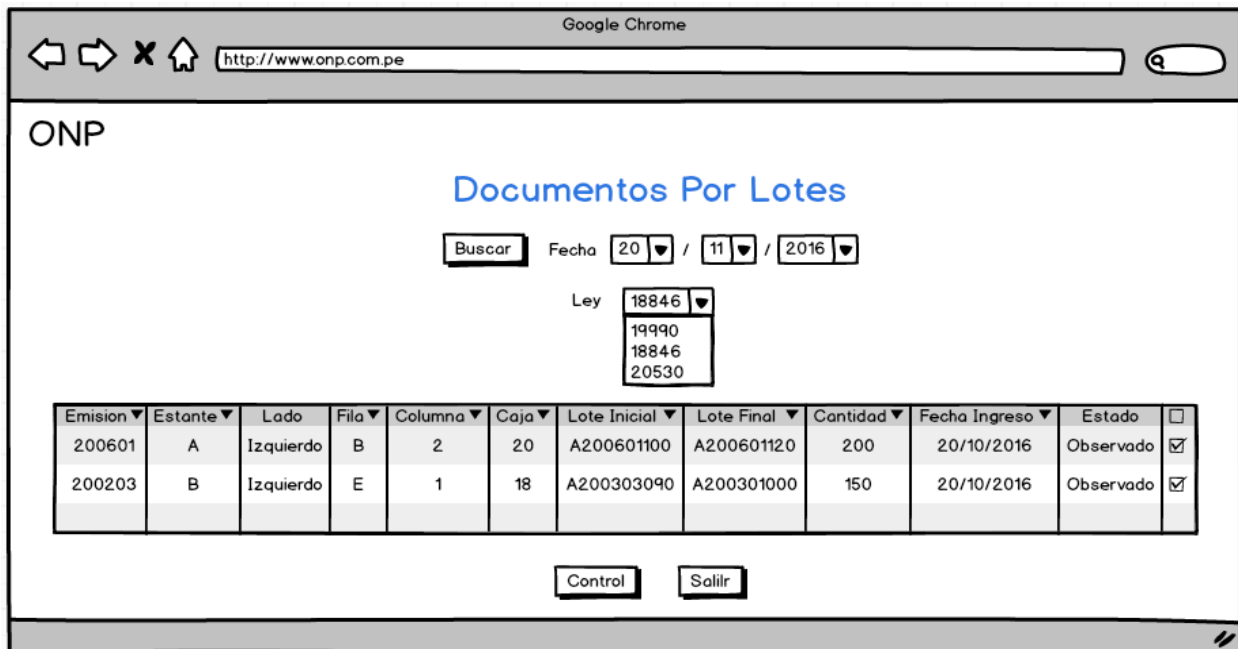 Google Chrome
http://www.onp.com.pe
ONP
Documentos Por Lotes
Buscar Fecha 20 / 11 / 2016
Ley 18846
19990
18846
20530
Emision Estante Lado Fila Columna Caja Lote Inicial Lote Final Cantidad Fecha Ingreso Estado
200601 A Izquierdo B 2 20 A200601100 A200601120 200 20/10/2016 Observado
200203 B Izquierdo E 1 18 A200303090 A200301000 150 20/10/2016 Observado
Control Salilr